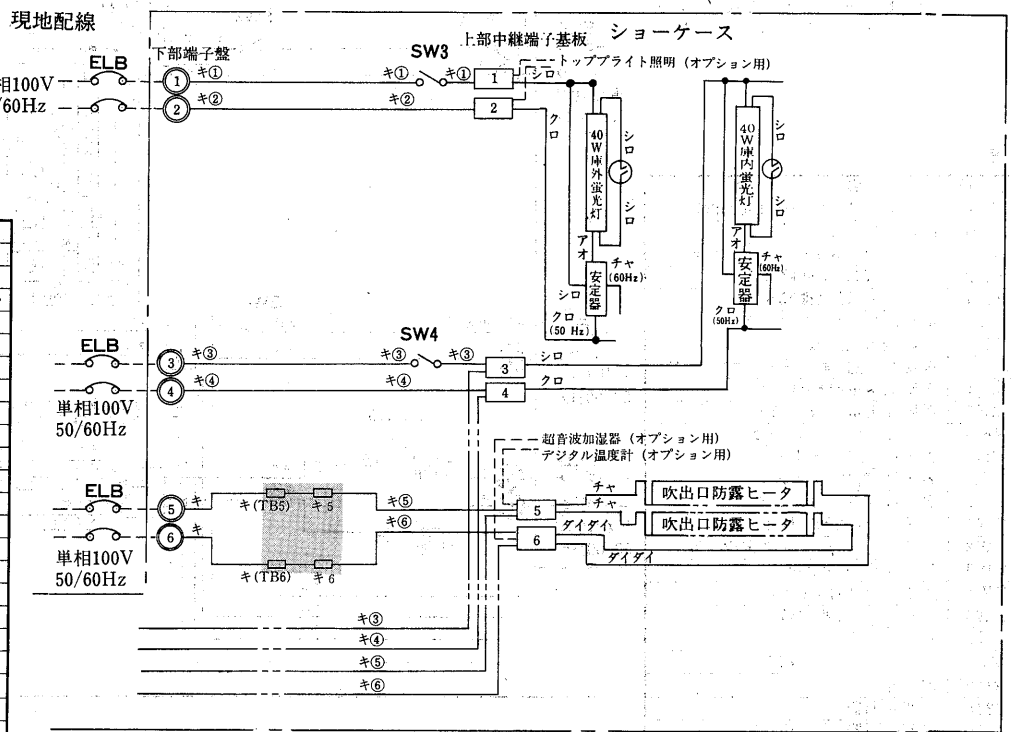 現地配線
ショーケース
ELB
下部端子盤
SW3
上部中継端子基板
トップブライト照明 (オプション用)
相100V
/60Hz
1
キ①
キ①
キ①
1
シロ
2
キ②
キ②
2
クロ
40W庫外蛍光灯
シロ
シロ
アオ
安定器
チャ
(60Hz)
シロ
クロ
(50 Hz)
40W庫内蛍光灯
シロ
シロ
アオ
安定器
チャ
(60Hz)
クロ
(50Hz)
ELB
SW4
3
キ③
キ③
キ③
3
シロ
4
キ④
キ④
4
クロ
単相100V
50/60Hz
超音波加湿器 (オプション用)
デジタル温度計 (オプション用)
ELB
5
キ
キ(TB5)
キ5
キ⑤
5
チャ
チャ
吹出口防露ヒータ
6
キ
キ(TB6)
キ6
キ⑥
6
ダイダイ
ダイダイ
吹出口防露ヒータ
単相100V
50/60Hz
キ③
キ④
キ⑤
キ⑥